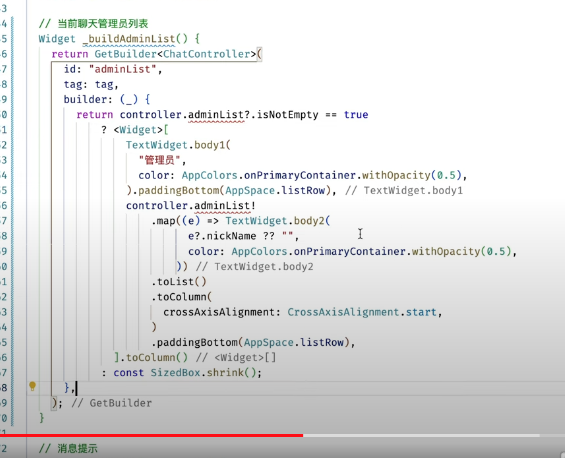 3
4 // 当前聊天管理员列表
5 Widget _buildAdminList() {
6 return GetBuilder<ChatController>(
7 id: "adminList",
8 tag: tag,
9 builder: (_) {
0 return controller.adminList?.isNotEmpty == true
1 ? <Widget>[
2 TextWidget.body1(
3 "管理员",
4 color: AppColors.onPrimaryContainer.withOpacity(0.5),
5 ).paddingBottom(AppSpace.listRow), // TextWidget.body1
6 controller.adminList!
7 .map((e) => TextWidget.body2(
8 e?.nickName ?? "",
9 color: AppColors.onPrimaryContainer.withOpacity(0.5),
0 )) // TextWidget.body2
1 .toList()
2 .toColumn(
3 crossAxisAlignment: CrossAxisAlignment.start,
4 )
5 .paddingBottom(AppSpace.listRow),
6 ].toColumn() // <Widget>[]
7 : const SizedBox.shrink();
8 },
9 ); // GetBuilder
0 }
1
2 // 消息提示